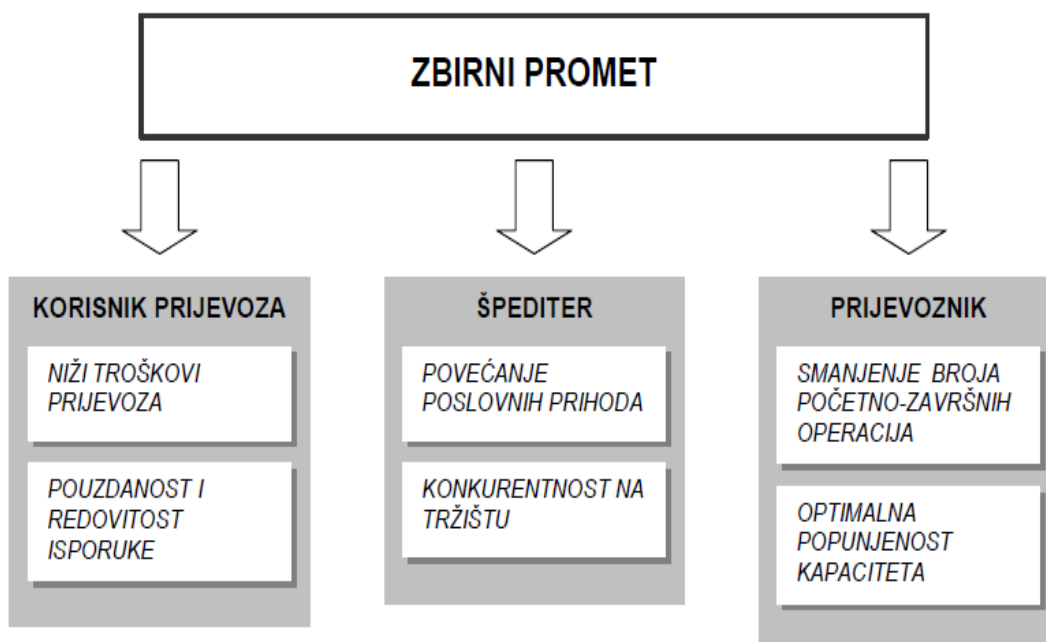 ZBIRNI PROMET
KORISNIK PRIJEVOZA
NIŽI TROŠKOVI
PRIJEVOZA
POUZDANOST I
REDOVITOST
ISPORUKE
ŠPEDITER
POVEĆANJE
POSLOVNIH PRIHODA
KONKURENTNOST NA
TRŽIŠTU
PRIJEVOZNIK
SMANJENJE BROJA
POČETNO-ZAVRŠNIH
OPERACIJA
OPTIMALNA
POPUNJENOST
KAPACITETA